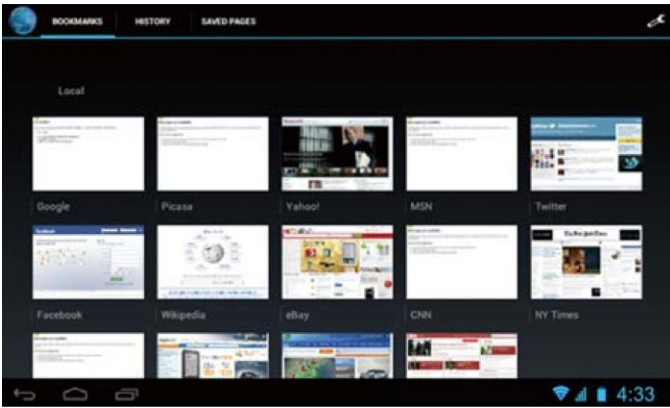 BOOKMARKS HISTORY SAVED PAGES
Local
Google Picasa Yahoo! MSN Twitter
Facebook Wikipedia eBay CNN NY Times
4:33